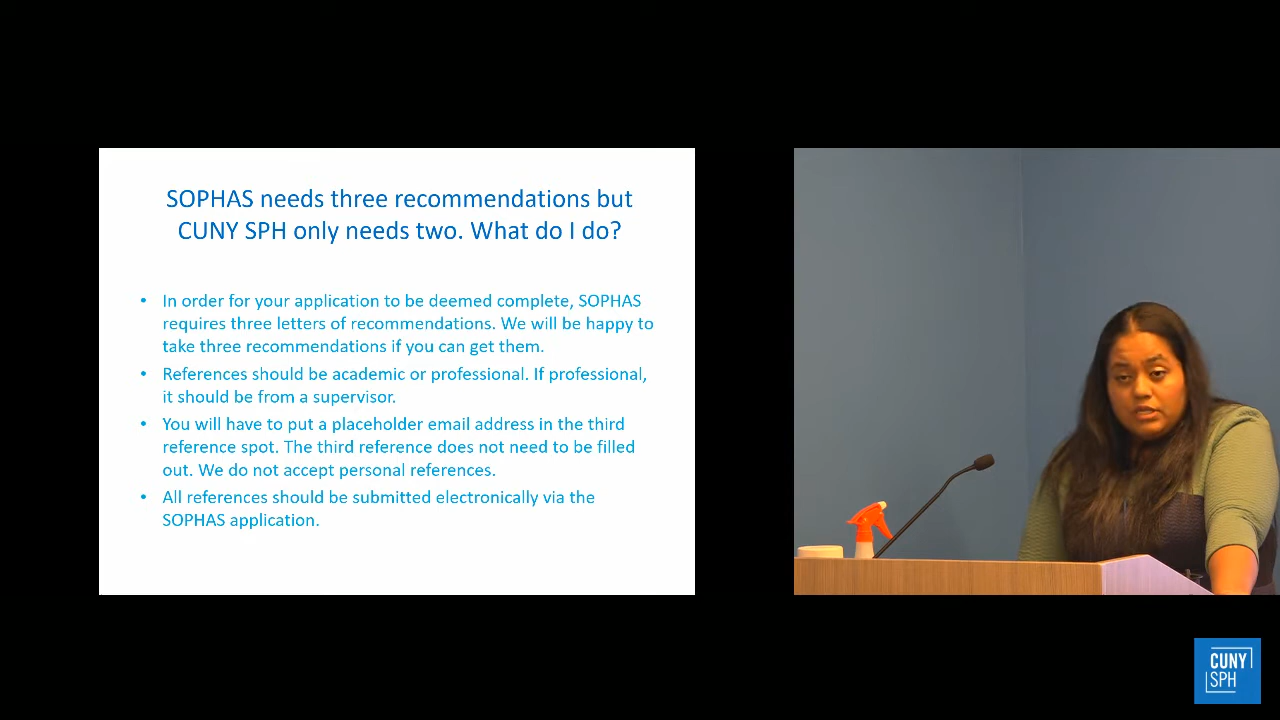 SOPHAS needs three recommendations but
CUNY SPH only needs two. What do I do?
• In order for your application to be deemed complete, SOPHAS
requires three letters of recommendations. We will be happy to
take three recommendations if you can get them.
• References should be academic or professional. If professional,
it should be from a supervisor.
• You will have to put a placeholder email address in the third
reference spot. The third reference does not need to be filled
out. We do not accept personal references.
• All references should be submitted electronically via the
SOPHAS application.
CUNY
SPH